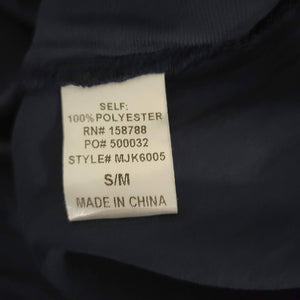 SELF:
100% POLYESTER
RN# 158788
PO# 500032
STYLE# MJK6005
S/M
MADE IN CHINA